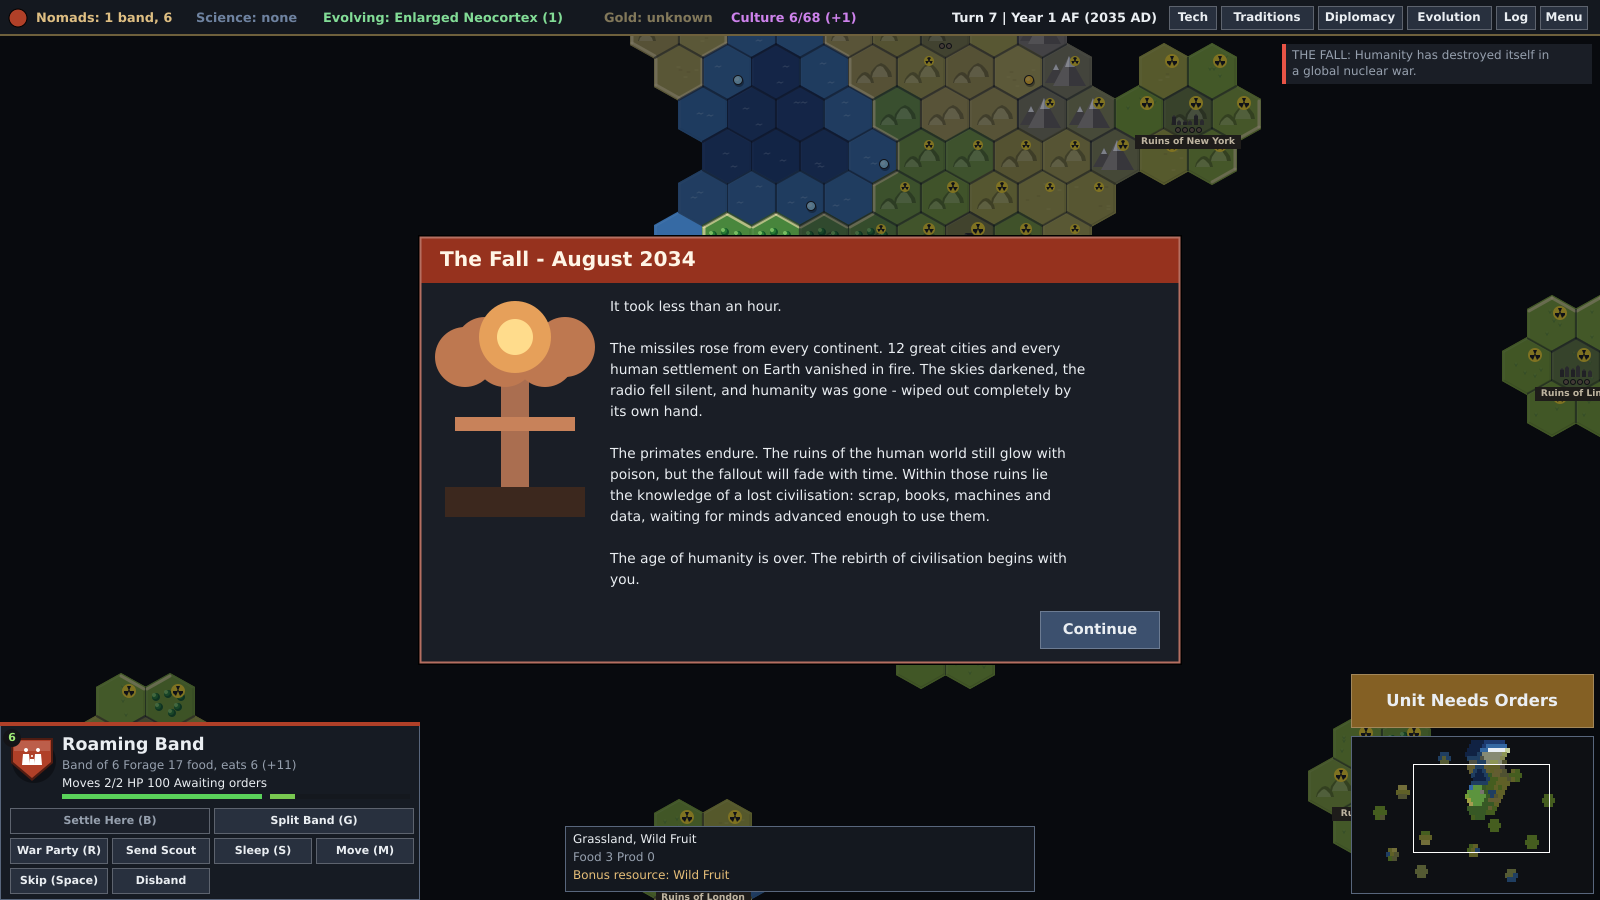 Nomads: 1 band, 6 Science: none Evolving: Enlarged Neocortex (1) Gold: unknown Culture 6/68 (+1) Turn 7 | Year 1 AF (2035 AD) Tech Traditions Diplomacy Evolution Log Menu
THE FALL: Humanity has destroyed itself in
a global nuclear war.
Ruins of New York
The Fall - August 2034
It took less than an hour.
The missiles rose from every continent. 12 great cities and every
human settlement on Earth vanished in fire. The skies darkened, the
radio fell silent, and humanity was gone - wiped out completely by
its own hand.
The primates endure. The ruins of the human world still glow with
poison, but the fallout will fade with time. Within those ruins lie
the knowledge of a lost civilisation: scrap, books, machines and
data, waiting for minds advanced enough to use them.
The age of humanity is over. The rebirth of civilisation begins with
you.
Continue
Ruins of Lim
Unit Needs Orders
6
Roaming Band
Band of 6 Forage 17 food, eats 6 (+11)
Moves 2/2 HP 100 Awaiting orders
Settle Here (B) Split Band (G)
War Party (R) Send Scout Sleep (S) Move (M)
Skip (Space) Disband
Grassland, Wild Fruit
Food 3 Prod 0
Bonus resource: Wild Fruit
Ruins of London
Ru